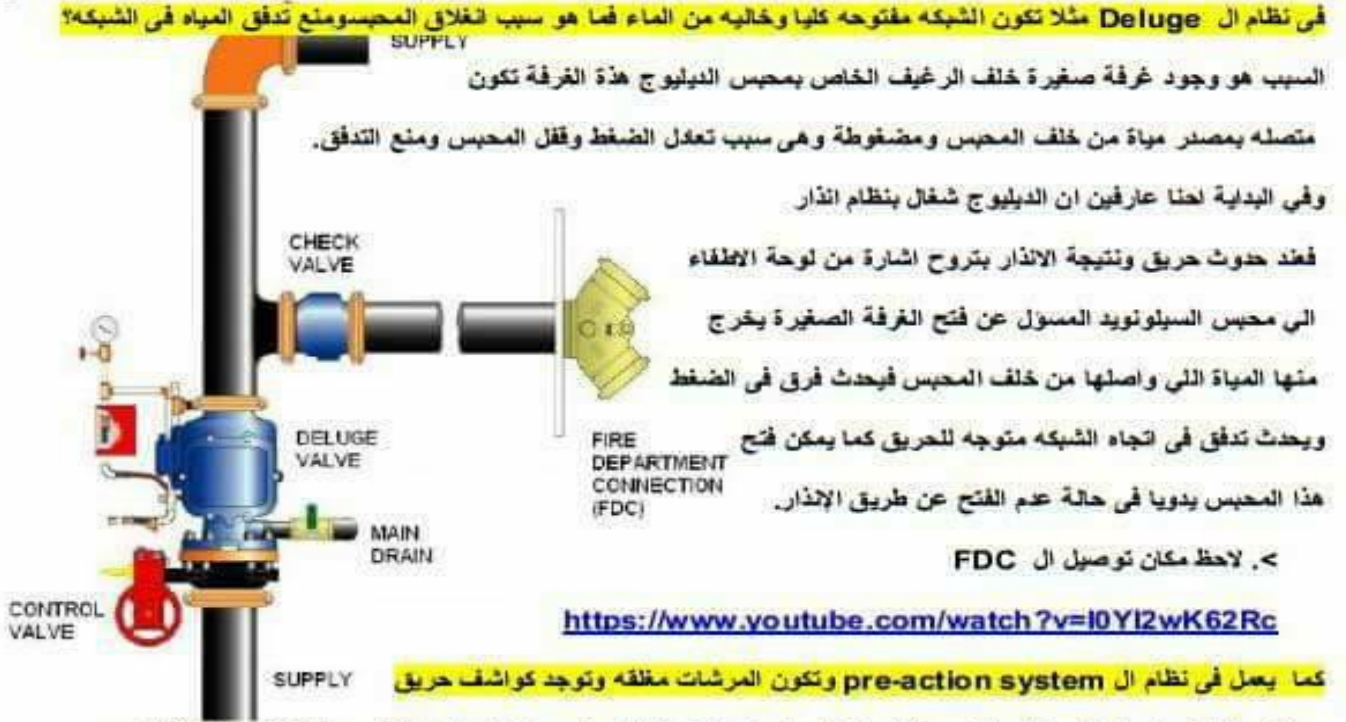 فى نظام ال Deluge مثلا تكون الشبكه مفتوحه كليا وخاليه من الماء فما هو سبب انغلاق المحبسومنع تدفق المياه فى الشبكه؟
SUPPLY
السبب هو وجود غرفة صغيرة خلف الرغيف الخاص بمحبس الديليوج هذة الغرفة تكون
متصله بمصدر مياة من خلف المحبس ومضغوطة وهى سبب تعادل الضغط وقفل المحبس ومنع التدفق.
وفي البداية احنا عارفين ان الديليوج شغال بنظام انذار
CHECK
VALVE
فعند حدوث حريق ونتيجة الانذار بتروح اشارة من لوحة الاطفاء
الي محبس السيلونويد المسؤل عن فتح الغرفة الصغيرة يخرج
منها المياة اللي واصلها من خلف المحبس فيحدث فرق فى الضغط
ويحدث تدفق فى اتجاه الشبكه متوجه للحريق كما يمكن فتح
هذا المحبس يدويا فى حالة عدم الفتح عن طريق الإنذار.
DELUGE
VALVE
FIRE
DEPARTMENT
CONNECTION
(FDC)
MAIN
DRAIN
>. لاحظ مكان توصيل ال FDC
CONTROL
VALVE
https://www.youtube.com/watch?v=I0YI2wK62Rc
SUPPLY
كما يعمل فى نظام ال pre-action system وتكون المرشات مغلقه وتوجد كواشف حريق